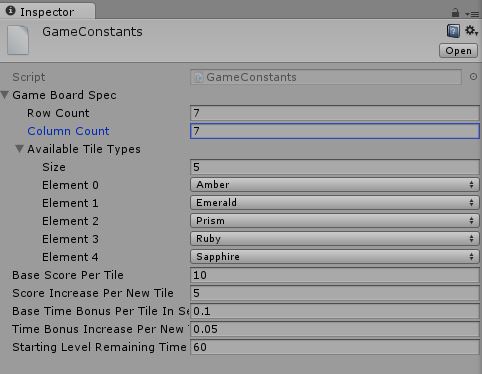 Inspector
GameConstants
Open
Script GameConstants
Game Board Spec
Row Count 7
Column Count 7
Available Tile Types
Size 5
Element 0 Amber
Element 1 Emerald
Element 2 Prism
Element 3 Ruby
Element 4 Sapphire
Base Score Per Tile 10
Score Increase Per New Tile 5
Base Time Bonus Per Tile In Se 0.1
Time Bonus Increase Per New 0.05
Starting Level Remaining Time 60